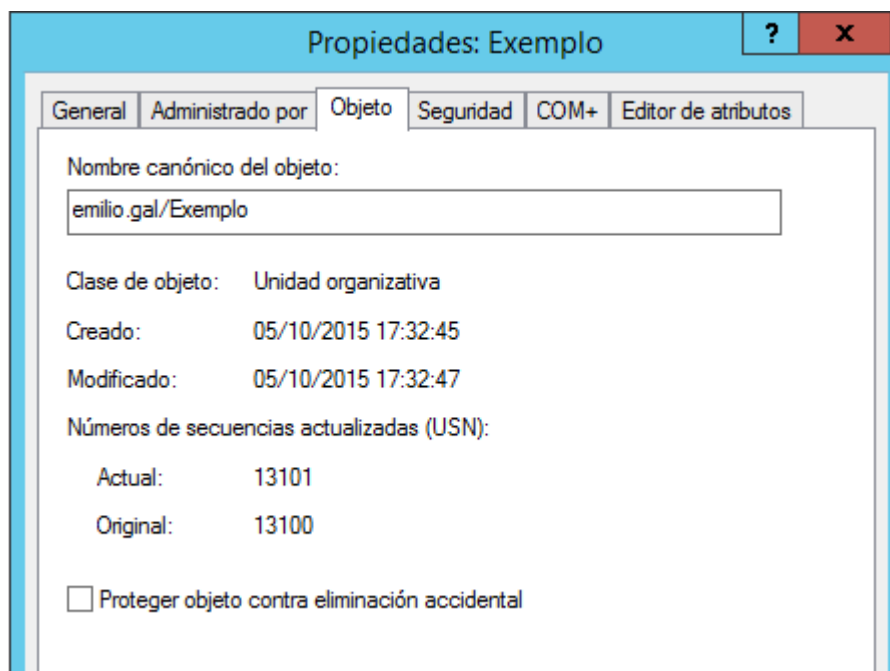 Propiedades: Exemplo
? x
General Administrado por Objeto Seguridad COM+ Editor de atributos
Nombre canónico del objeto:
emilio.gal/Exemplo
Clase de objeto: Unidad organizativa
Creado: 05/10/2015 17:32:45
Modificado: 05/10/2015 17:32:47
Números de secuencias actualizadas (USN):
Actual: 13101
Original: 13100
Proteger objeto contra eliminación accidental